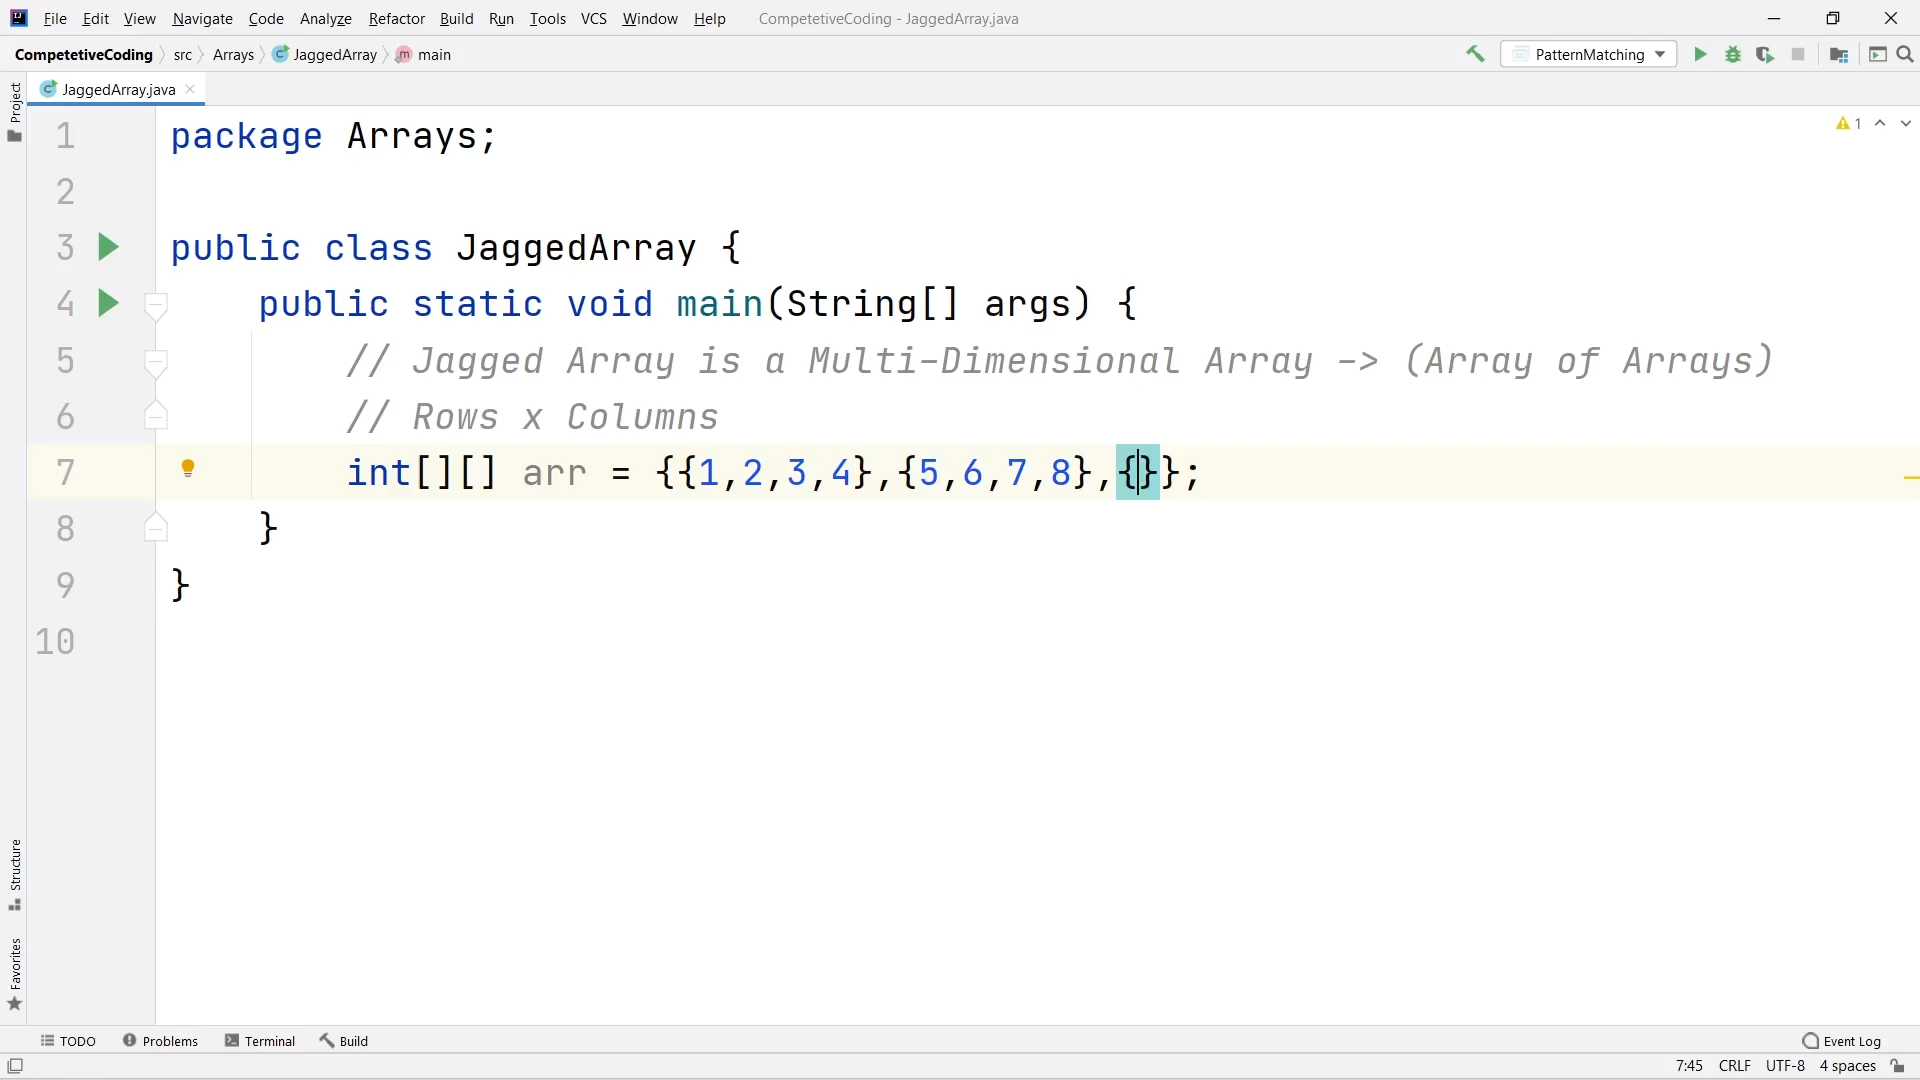 File Edit View Navigate Code Analyze Refactor Build Run Tools VCS Window Help CompetetiveCoding - JaggedArray.java
CompetetiveCoding src Arrays JaggedArray main PatternMatching
JaggedArray.java
Project
1 package Arrays;
2
3 public class JaggedArray {
4 public static void main(String[] args) {
5 // Jagged Array is a Multi-Dimensional Array -> (Array of Arrays)
6 // Rows x Columns
7 int[][] arr = {{1,2,3,4},{5,6,7,8},{}};
8 }
9 }
10
1
Structure
Favorites
TODO Problems Terminal Build Event Log
7:45 CRLF UTF-8 4 spaces